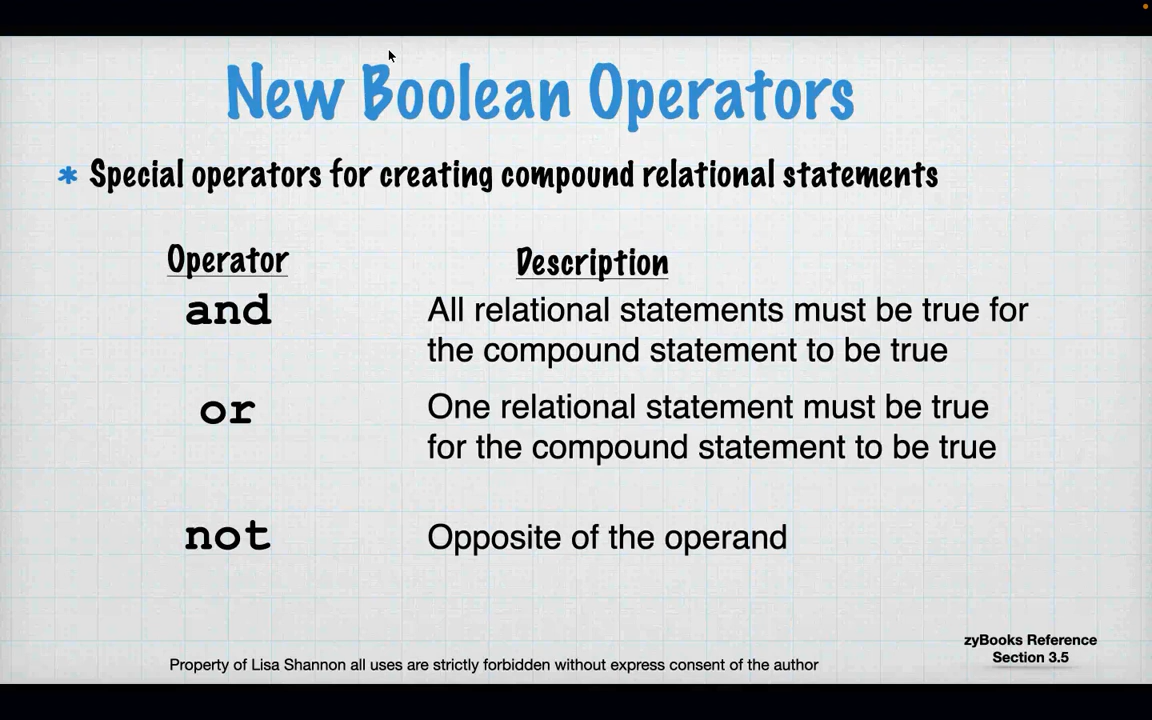 New Boolean Operators
* Special operators for creating compound relational statements
Operator Description
and All relational statements must be true for
the compound statement to be true
or One relational statement must be true
for the compound statement to be true
not Opposite of the operand
zyBooks Reference
Section 3.5
Property of Lisa Shannon all uses are strictly forbidden without express consent of the author